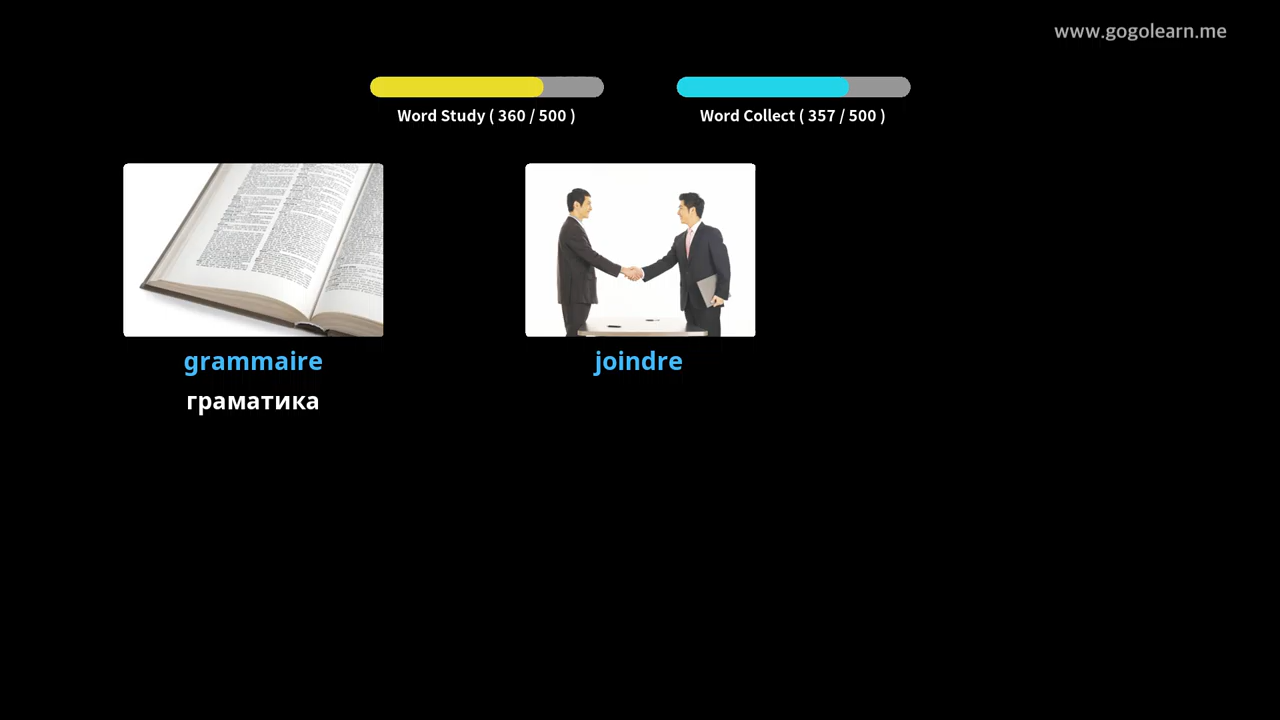 www.gogolearn.me
Word Study ( 360 / 500 )
Word Collect ( 357 / 500 )
grammaire
граматика
joindre